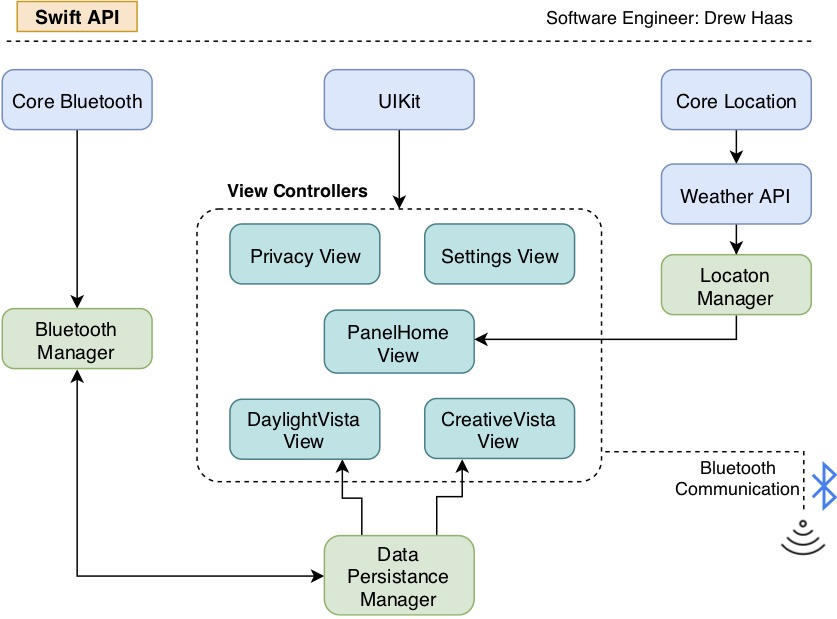 Swift API
Software Engineer: Drew Haas
Core Bluetooth
UIKit
Core Location
View Controllers
Weather API
Privacy View
Settings View
Locaton
Manager
Bluetooth
Manager
PanelHome
View
DaylightVista
View
CreativeVista
View
Bluetooth
Communication
Data
Persistance
Manager